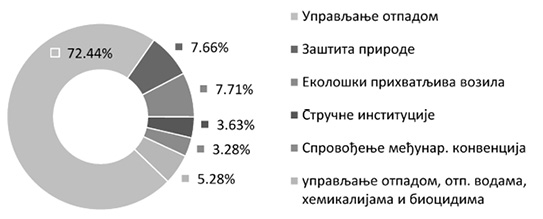 72.44%
7.66%
7.71%
3.63%
3.28%
5.28%
Управљање отпадом
Заштита природе
Еколошки прихватљива возила
Стручне институције
Спровођење међунар. конвенција
управљање отпадом, отп. водама,
хемикалијама и биоцидима